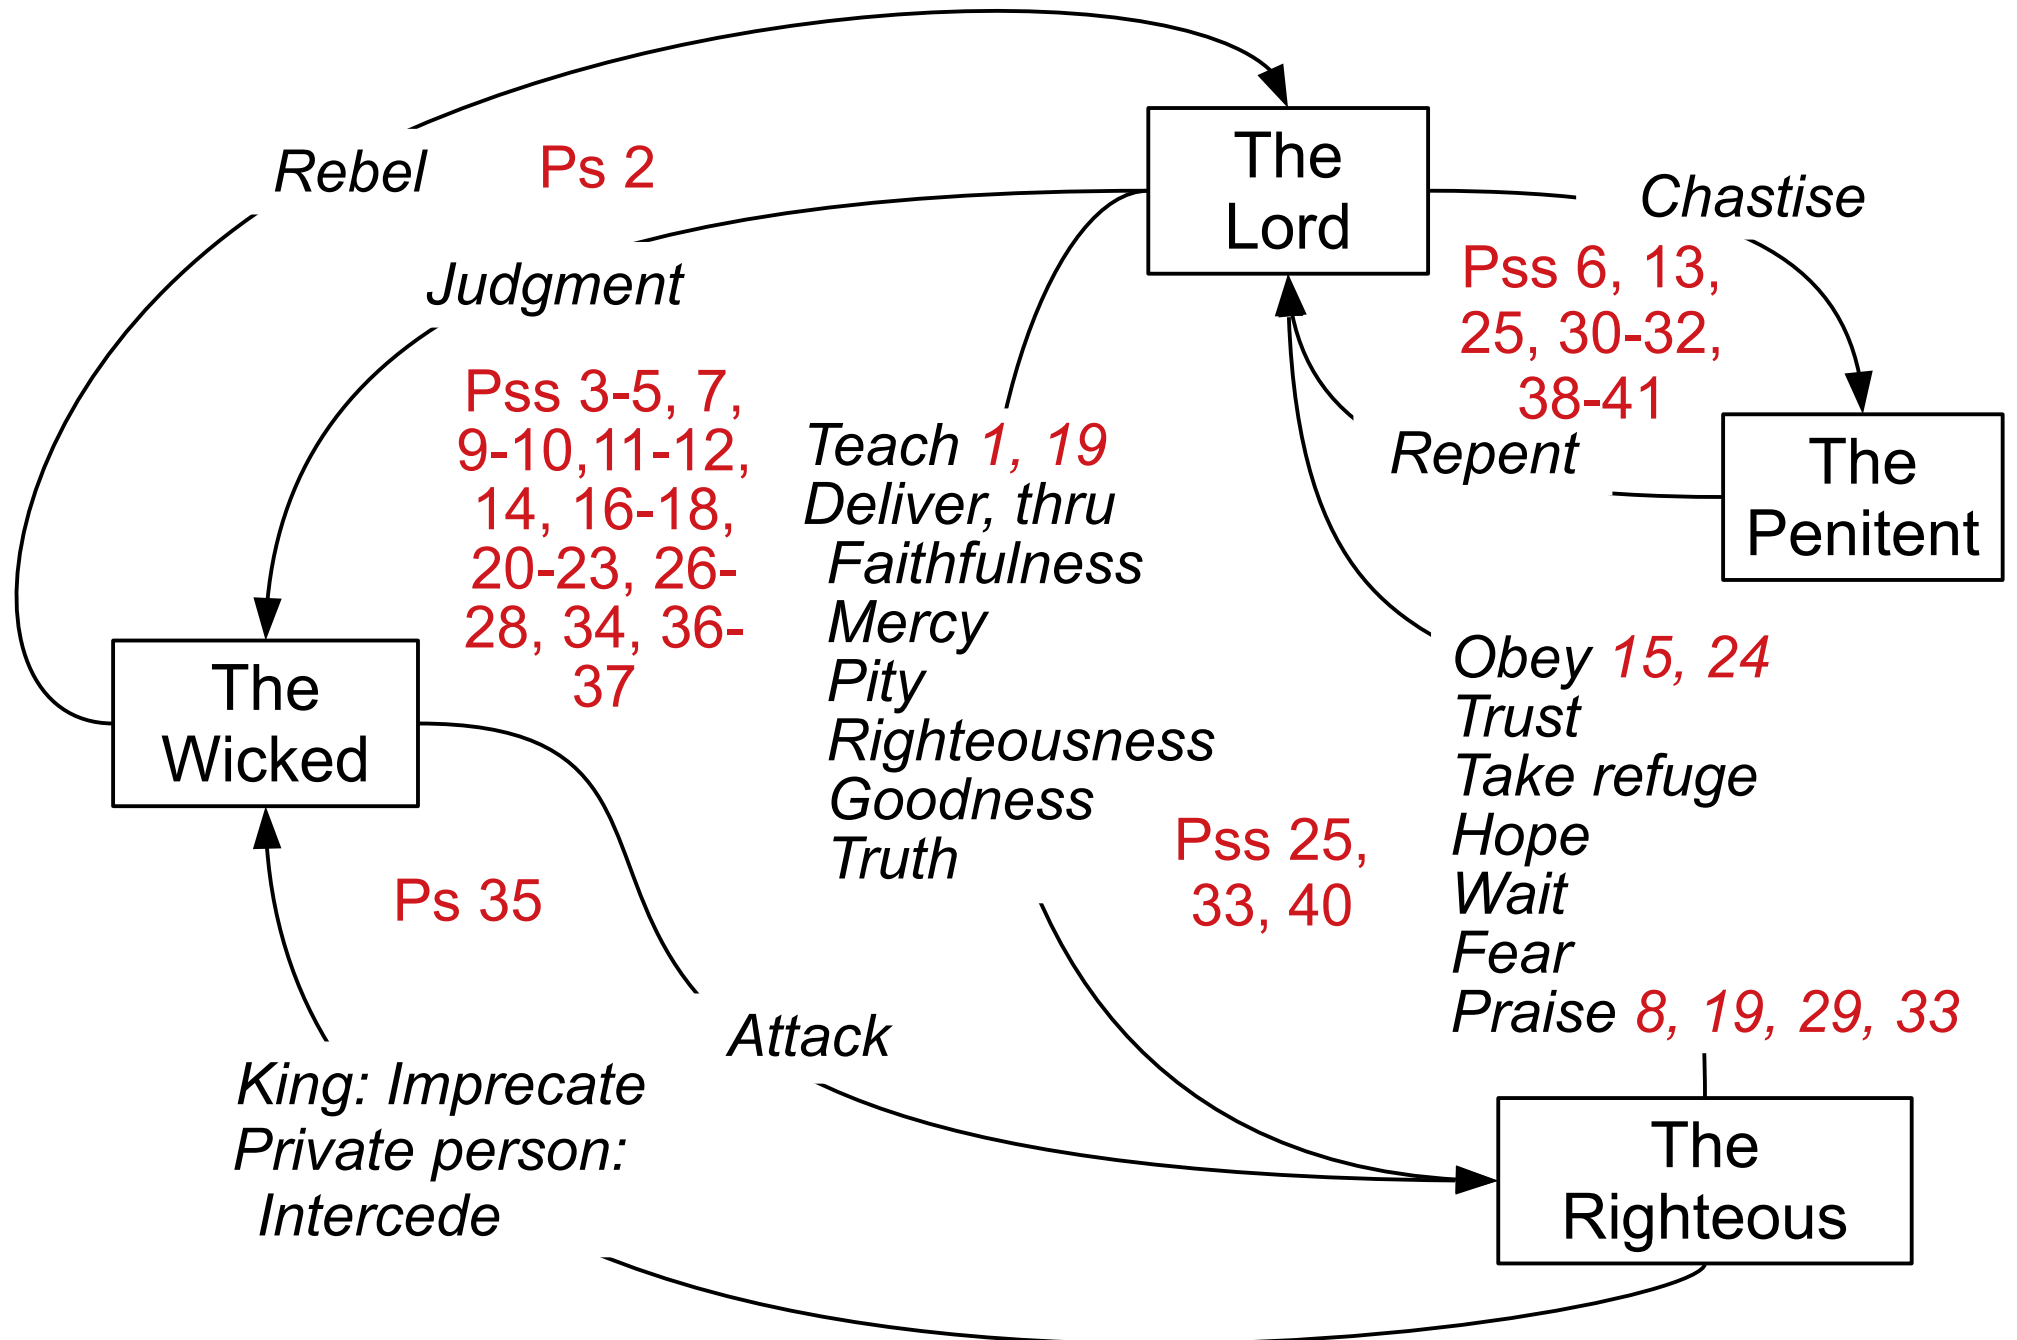 The
Lord
Rebel
Ps 2
Chastise
Judgment
Pss 6, 13,
25, 30-32,
38-41
Pss 3-5, 7,
9-10,11-12,
14, 16-18,
20-23, 26-
28, 34, 36-
37
Teach 1, 19
Deliver, thru
Faithfulness
Mercy
Pity
Righteousness
Goodness
Truth
Repent
The
Penitent
The
Wicked
Obey 15, 24
Trust
Take refuge
Hope
Wait
Fear
Praise 8, 19, 29, 33
Pss 25,
33, 40
Ps 35
Attack
King: Imprecate
Private person:
Intercede
The
Righteous